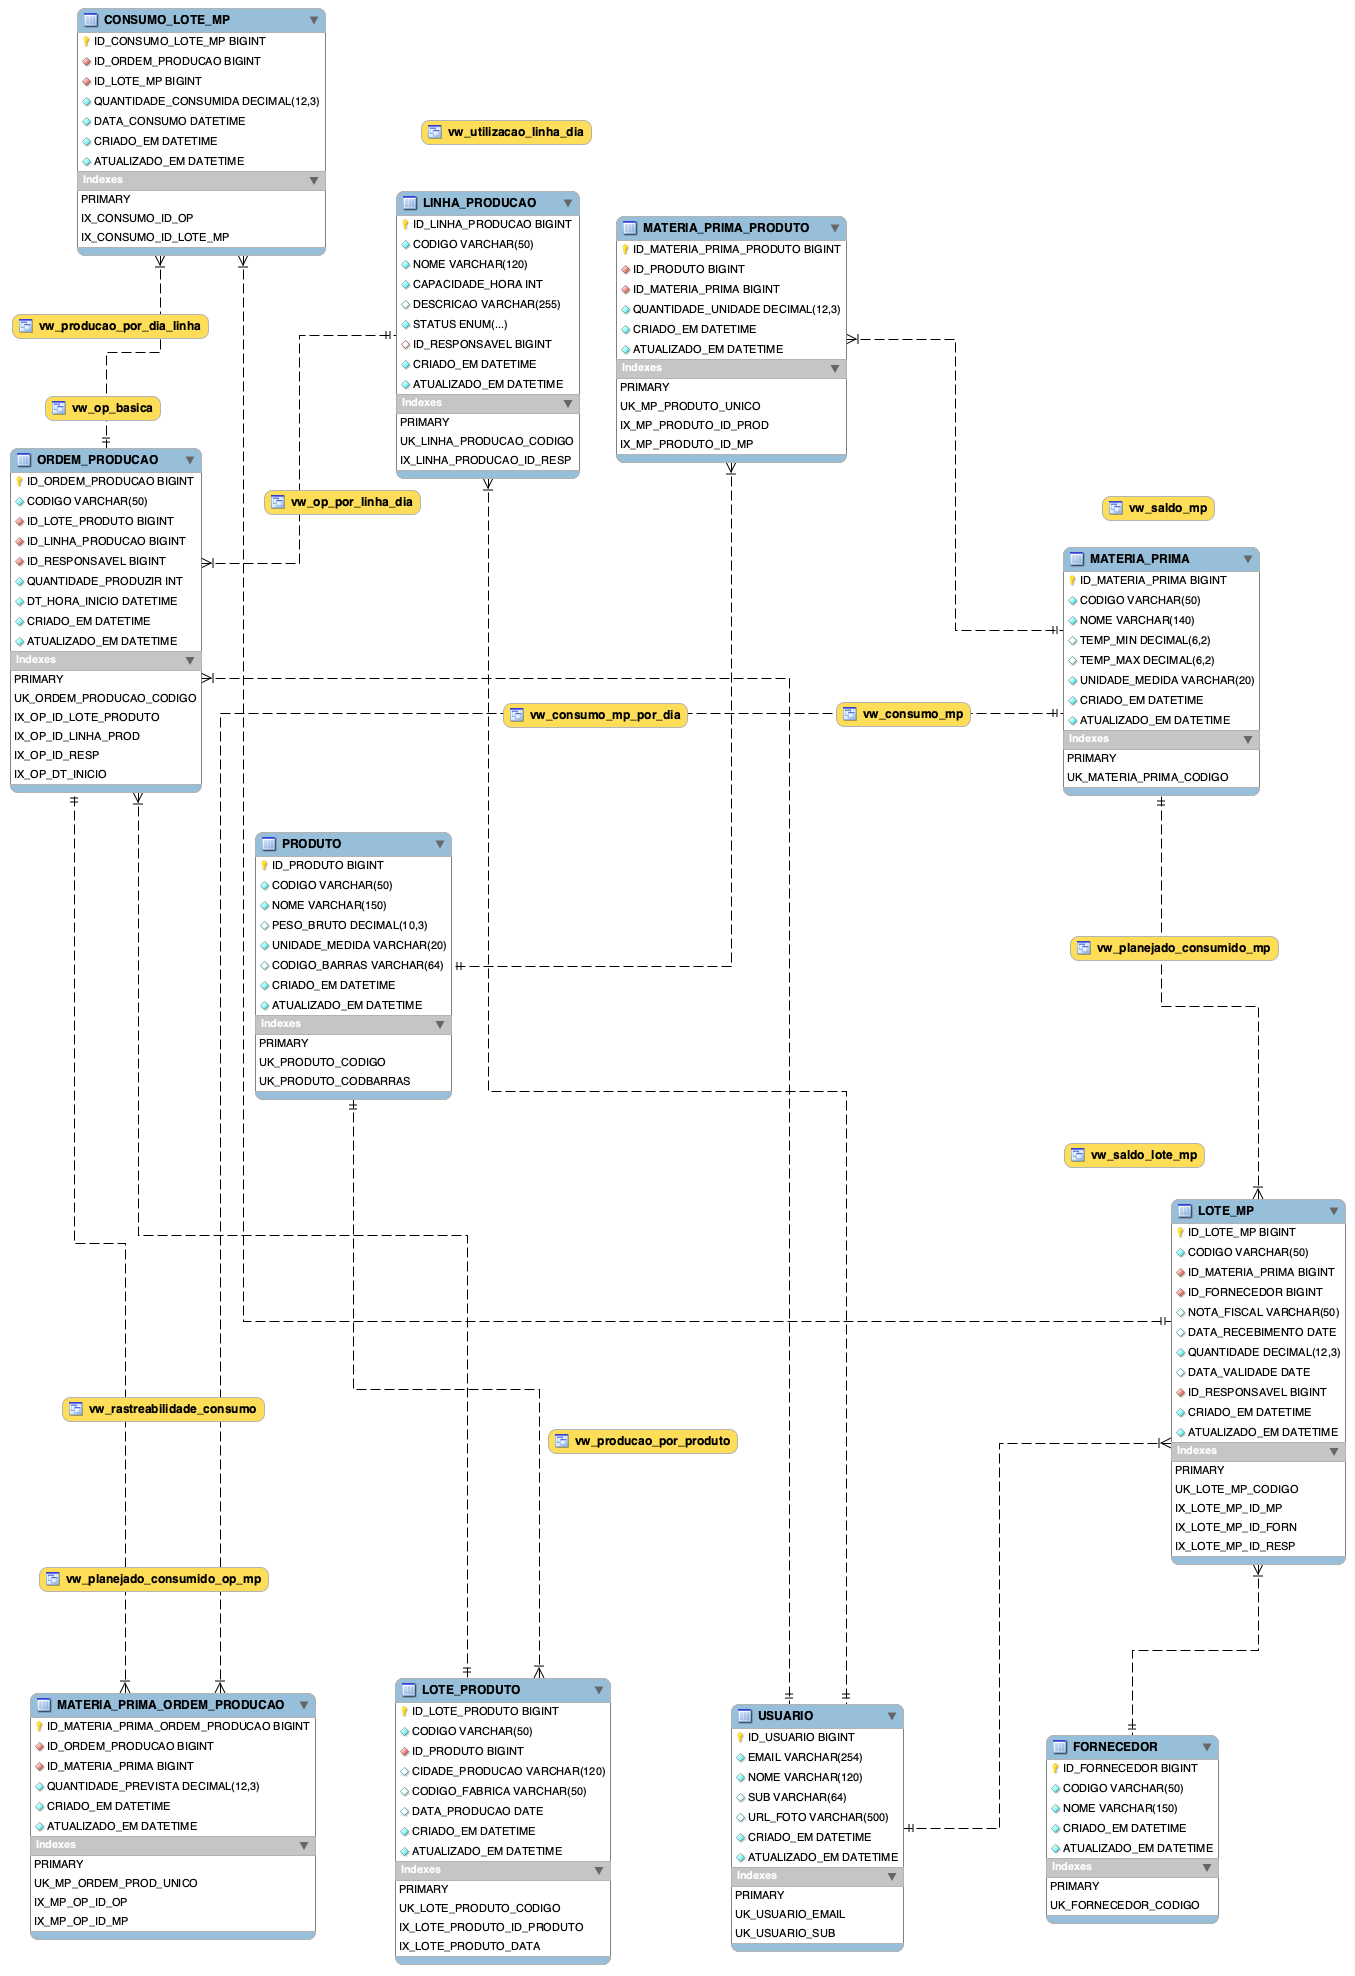 CONSUMO_LOTE_MP
ID_CONSUMO_LOTE_MP BIGINT
ID_ORDEM_PRODUCAO BIGINT
ID_LOTE_MP BIGINT
QUANTIDADE_CONSUMIDA DECIMAL(12,3)
DATA_CONSUMO DATETIME
CRIADO_EM DATETIME
ATUALIZADO_EM DATETIME
Indexes
PRIMARY
IX_CONSUMO_ID_OP
IX_CONSUMO_ID_LOTE_MP
vw_utilizacao_linha_dia
LINHA_PRODUCAO
ID_LINHA_PRODUCAO BIGINT
CODIGO VARCHAR(50)
NOME VARCHAR(120)
CAPACIDADE_HORA INT
DESCRICAO VARCHAR(255)
STATUS ENUM(...)
ID_RESPONSAVEL BIGINT
CRIADO_EM DATETIME
ATUALIZADO_EM DATETIME
Indexes
PRIMARY
UK_LINHA_PRODUCAO_CODIGO
IX_LINHA_PRODUCAO_ID_RESP
MATERIA_PRIMA_PRODUTO
ID_MATERIA_PRIMA_PRODUTO BIGINT
ID_PRODUTO BIGINT
ID_MATERIA_PRIMA BIGINT
QUANTIDADE_UNIDADE DECIMAL(12,3)
CRIADO_EM DATETIME
ATUALIZADO_EM DATETIME
Indexes
PRIMARY
UK_MP_PRODUTO_UNICO
IX_MP_PRODUTO_ID_PROD
IX_MP_PRODUTO_ID_MP
vw_producao_por_dia_linha
vw_op_basica
ORDEM_PRODUCAO
ID_ORDEM_PRODUCAO BIGINT
CODIGO VARCHAR(50)
ID_LOTE_PRODUTO BIGINT
ID_LINHA_PRODUCAO BIGINT
ID_RESPONSAVEL BIGINT
QUANTIDADE_PRODUZIR INT
DT_HORA_INICIO DATETIME
CRIADO_EM DATETIME
ATUALIZADO_EM DATETIME
Indexes
PRIMARY
UK_ORDEM_PRODUCAO_CODIGO
IX_OP_ID_LOTE_PRODUTO
IX_OP_ID_LINHA_PROD
IX_OP_ID_RESP
IX_OP_DT_INICIO
vw_op_por_linha_dia
vw_saldo_mp
MATERIA_PRIMA
ID_MATERIA_PRIMA BIGINT
CODIGO VARCHAR(50)
NOME VARCHAR(140)
TEMP_MIN DECIMAL(6,2)
TEMP_MAX DECIMAL(6,2)
UNIDADE_MEDIDA VARCHAR(20)
CRIADO_EM DATETIME
ATUALIZADO_EM DATETIME
Indexes
PRIMARY
UK_MATERIA_PRIMA_CODIGO
vw_consumo_mp_por_dia
vw_consumo_mp
PRODUTO
ID_PRODUTO BIGINT
CODIGO VARCHAR(50)
NOME VARCHAR(150)
PESO_BRUTO DECIMAL(10,3)
UNIDADE_MEDIDA VARCHAR(20)
CODIGO_BARRAS VARCHAR(64)
CRIADO_EM DATETIME
ATUALIZADO_EM DATETIME
Indexes
PRIMARY
UK_PRODUTO_CODIGO
UK_PRODUTO_CODBARRAS
vw_planejado_consumido_mp
vw_saldo_lote_mp
LOTE_MP
ID_LOTE_MP BIGINT
CODIGO VARCHAR(50)
ID_MATERIA_PRIMA BIGINT
ID_FORNECEDOR BIGINT
NOTA_FISCAL VARCHAR(50)
DATA_RECEBIMENTO DATE
QUANTIDADE DECIMAL(12,3)
DATA_VALIDADE DATE
ID_RESPONSAVEL BIGINT
CRIADO_EM DATETIME
ATUALIZADO_EM DATETIME
Indexes
PRIMARY
UK_LOTE_MP_CODIGO
IX_LOTE_MP_ID_MP
IX_LOTE_MP_ID_FORN
IX_LOTE_MP_ID_RESP
vw_rastreabilidade_consumo
vw_producao_por_produto
vw_planejado_consumido_op_mp
MATERIA_PRIMA_ORDEM_PRODUCAO
ID_MATERIA_PRIMA_ORDEM_PRODUCAO BIGINT
ID_ORDEM_PRODUCAO BIGINT
ID_MATERIA_PRIMA BIGINT
QUANTIDADE_PREVISTA DECIMAL(12,3)
CRIADO_EM DATETIME
ATUALIZADO_EM DATETIME
Indexes
PRIMARY
UK_MP_ORDEM_PROD_UNICO
IX_MP_OP_ID_OP
IX_MP_OP_ID_MP
LOTE_PRODUTO
ID_LOTE_PRODUTO BIGINT
CODIGO VARCHAR(50)
ID_PRODUTO BIGINT
CIDADE_PRODUCAO VARCHAR(120)
CODIGO_FABRICA VARCHAR(50)
DATA_PRODUCAO DATE
CRIADO_EM DATETIME
ATUALIZADO_EM DATETIME
Indexes
PRIMARY
UK_LOTE_PRODUTO_CODIGO
IX_LOTE_PRODUTO_ID_PRODUTO
IX_LOTE_PRODUTO_DATA
USUARIO
ID_USUARIO BIGINT
EMAIL VARCHAR(254)
NOME VARCHAR(120)
SUB VARCHAR(64)
URL_FOTO VARCHAR(500)
CRIADO_EM DATETIME
ATUALIZADO_EM DATETIME
Indexes
PRIMARY
UK_USUARIO_EMAIL
UK_USUARIO_SUB
FORNECEDOR
ID_FORNECEDOR BIGINT
CODIGO VARCHAR(50)
NOME VARCHAR(150)
CRIADO_EM DATETIME
ATUALIZADO_EM DATETIME
Indexes
PRIMARY
UK_FORNECEDOR_CODIGO